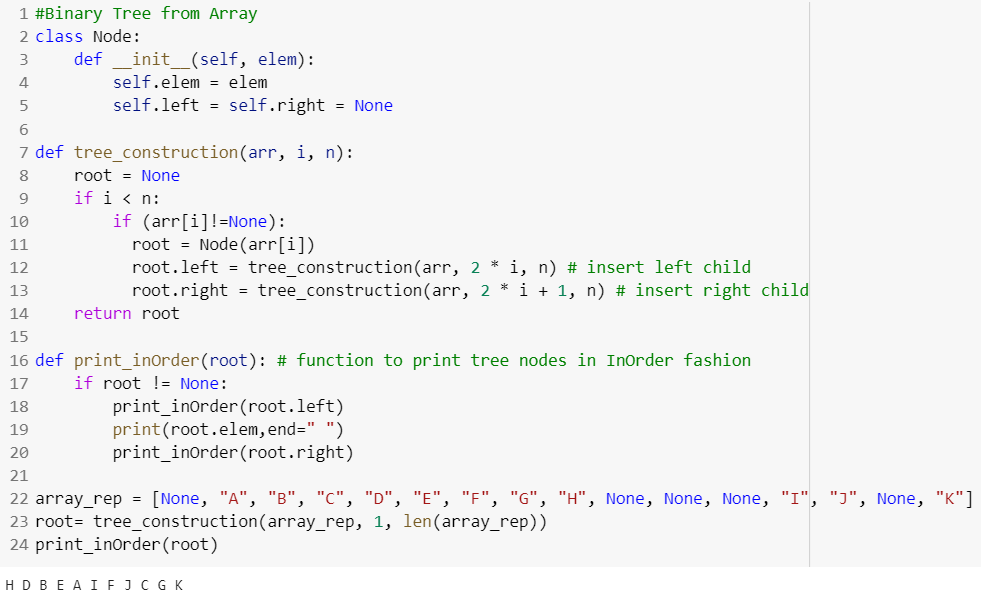 1 #Binary Tree from Array
2 class Node:
3     def __init__(self, elem):
4         self.elem = elem
5         self.left = self.right = None
6
7 def tree_construction(arr, i, n):
8     root = None
9     if i < n:
10         if (arr[i]!=None):
11           root = Node(arr[i])
12           root.left = tree_construction(arr, 2 * i, n) # insert left child
13           root.right = tree_construction(arr, 2 * i + 1, n) # insert right child
14     return root
15
16 def print_inOrder(root): # function to print tree nodes in InOrder fashion
17     if root != None:
18         print_inOrder(root.left)
19         print(root.elem,end=" ")
20         print_inOrder(root.right)
21
22 array_rep = [None, "A", "B", "C", "D", "E", "F", "G", "H", None, None, None, "I", "J", None, "K"]
23 root= tree_construction(array_rep, 1, len(array_rep))
24 print_inOrder(root)
H D B E A I F J C G K